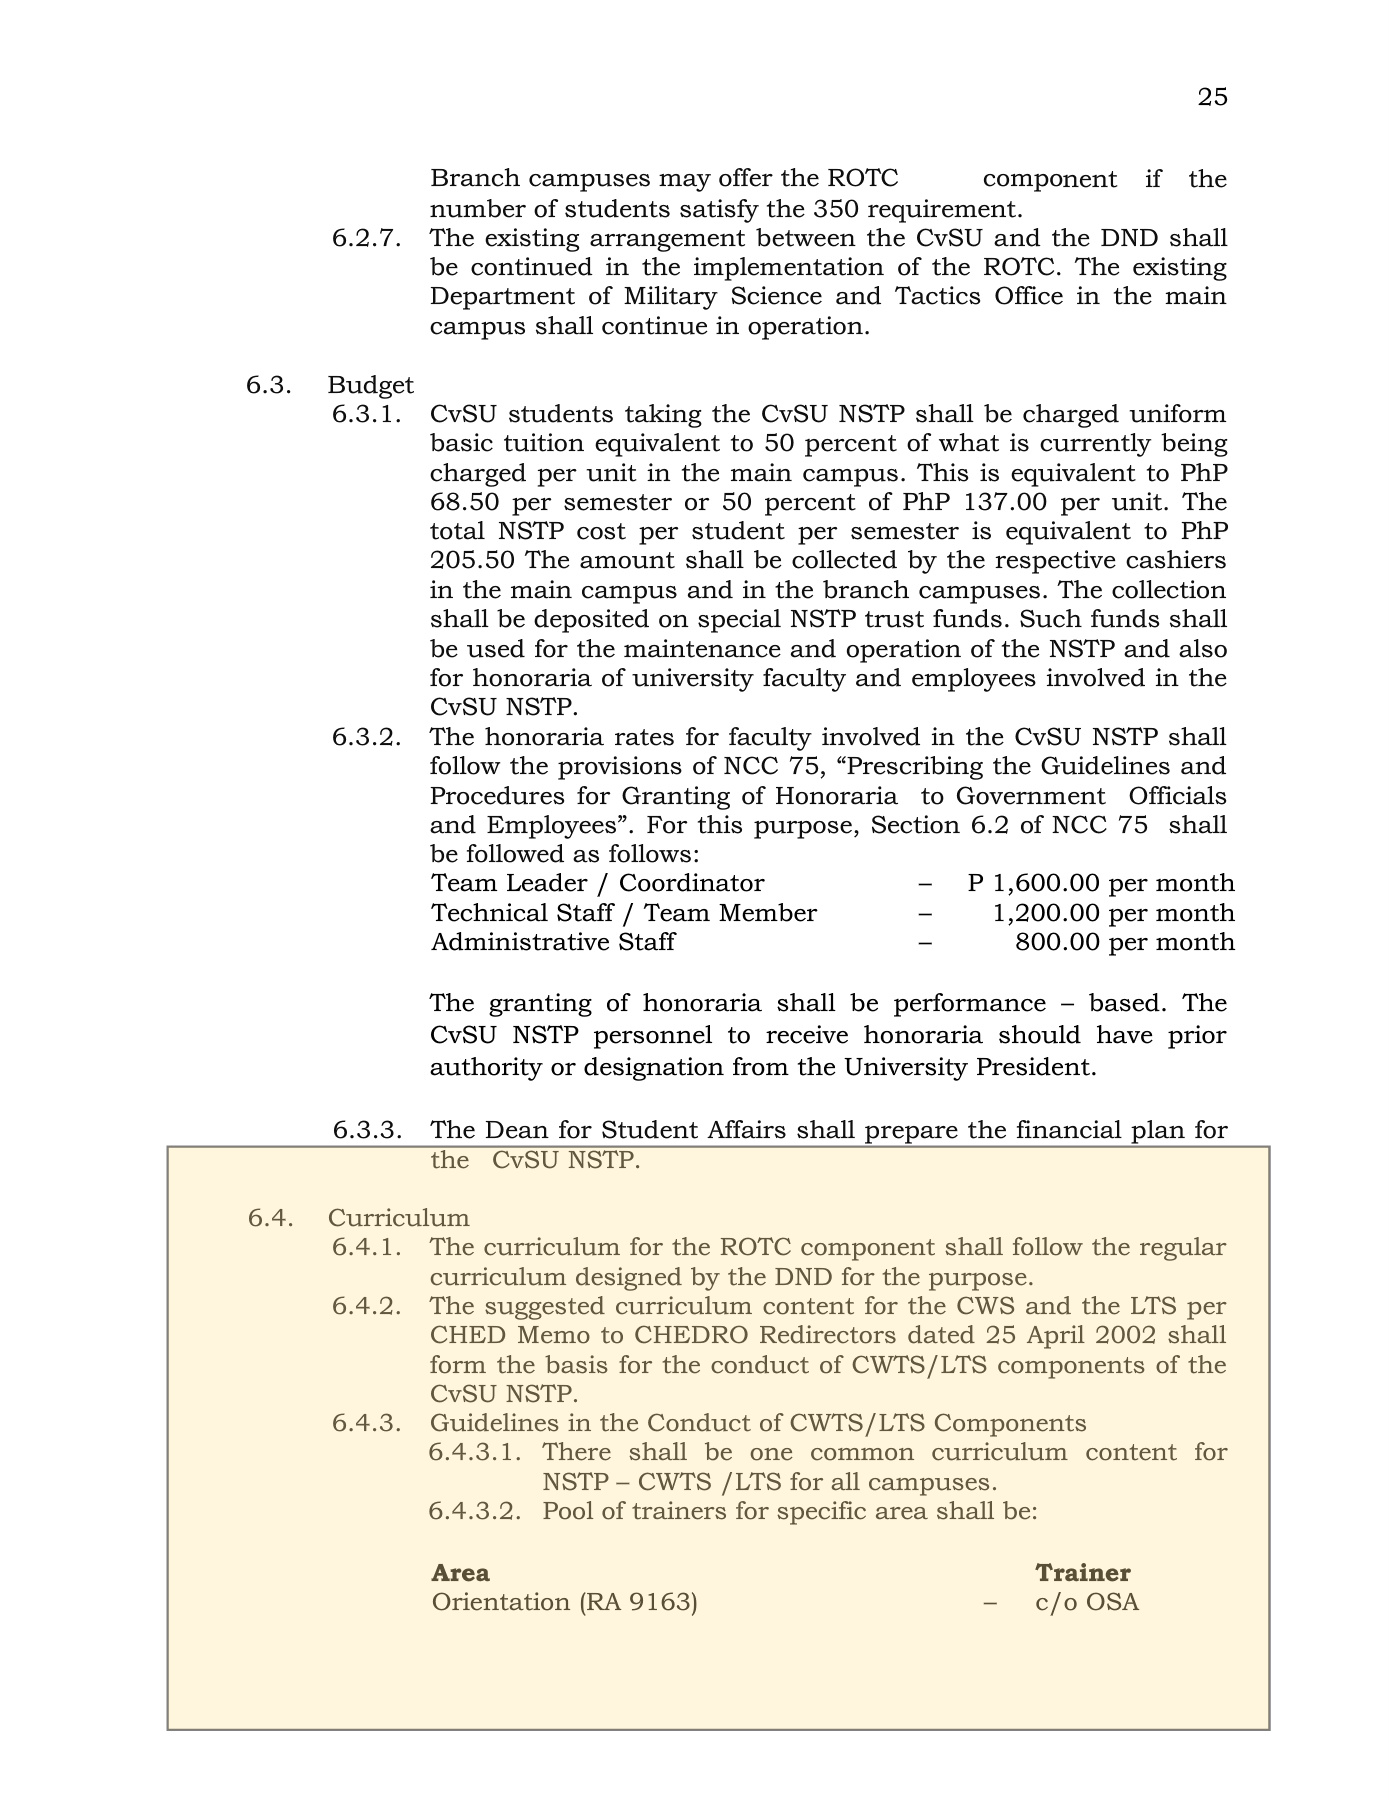 25
Branch campuses may offer the ROTC component if the
number of students satisfy the 350 requirement.
6.2.7. The existing arrangement between the CvSU and the DND shall
be continued in the implementation of the ROTC. The existing
Department of Military Science and Tactics Office in the main
campus shall continue in operation.
6.3. Budget
6.3.1. CvSU students taking the CvSU NSTP shall be charged uniform
basic tuition equivalent to 50 percent of what is currently being
charged per unit in the main campus. This is equivalent to PhP
68.50 per semester or 50 percent of PhP 137.00 per unit. The
total NSTP cost per student per semester is equivalent to PhP
205.50 The amount shall be collected by the respective cashiers
in the main campus and in the branch campuses. The collection
shall be deposited on special NSTP trust funds. Such funds shall
be used for the maintenance and operation of the NSTP and also
for honoraria of university faculty and employees involved in the
CvSU NSTP.
6.3.2. The honoraria rates for faculty involved in the CvSU NSTP shall
follow the provisions of NCC 75, “Prescribing the Guidelines and
Procedures for Granting of Honoraria to Government Officials
and Employees”. For this purpose, Section 6.2 of NCC 75 shall
be followed as follows:
Team Leader / Coordinator – P 1,600.00 per month
Technical Staff / Team Member – 1,200.00 per month
Administrative Staff – 800.00 per month
The granting of honoraria shall be performance – based. The
CvSU NSTP personnel to receive honoraria should have prior
authority or designation from the University President.
6.3.3. The Dean for Student Affairs shall prepare the financial plan for
the CvSU NSTP.
6.4. Curriculum
6.4.1. The curriculum for the ROTC component shall follow the regular
curriculum designed by the DND for the purpose.
6.4.2. The suggested curriculum content for the CWS and the LTS per
CHED Memo to CHEDRO Redirectors dated 25 April 2002 shall
form the basis for the conduct of CWTS/LTS components of the
CvSU NSTP.
6.4.3. Guidelines in the Conduct of CWTS/LTS Components
6.4.3.1. There shall be one common curriculum content for
NSTP – CWTS /LTS for all campuses.
6.4.3.2. Pool of trainers for specific area shall be:
Area Trainer
Orientation (RA 9163) – c/o OSA